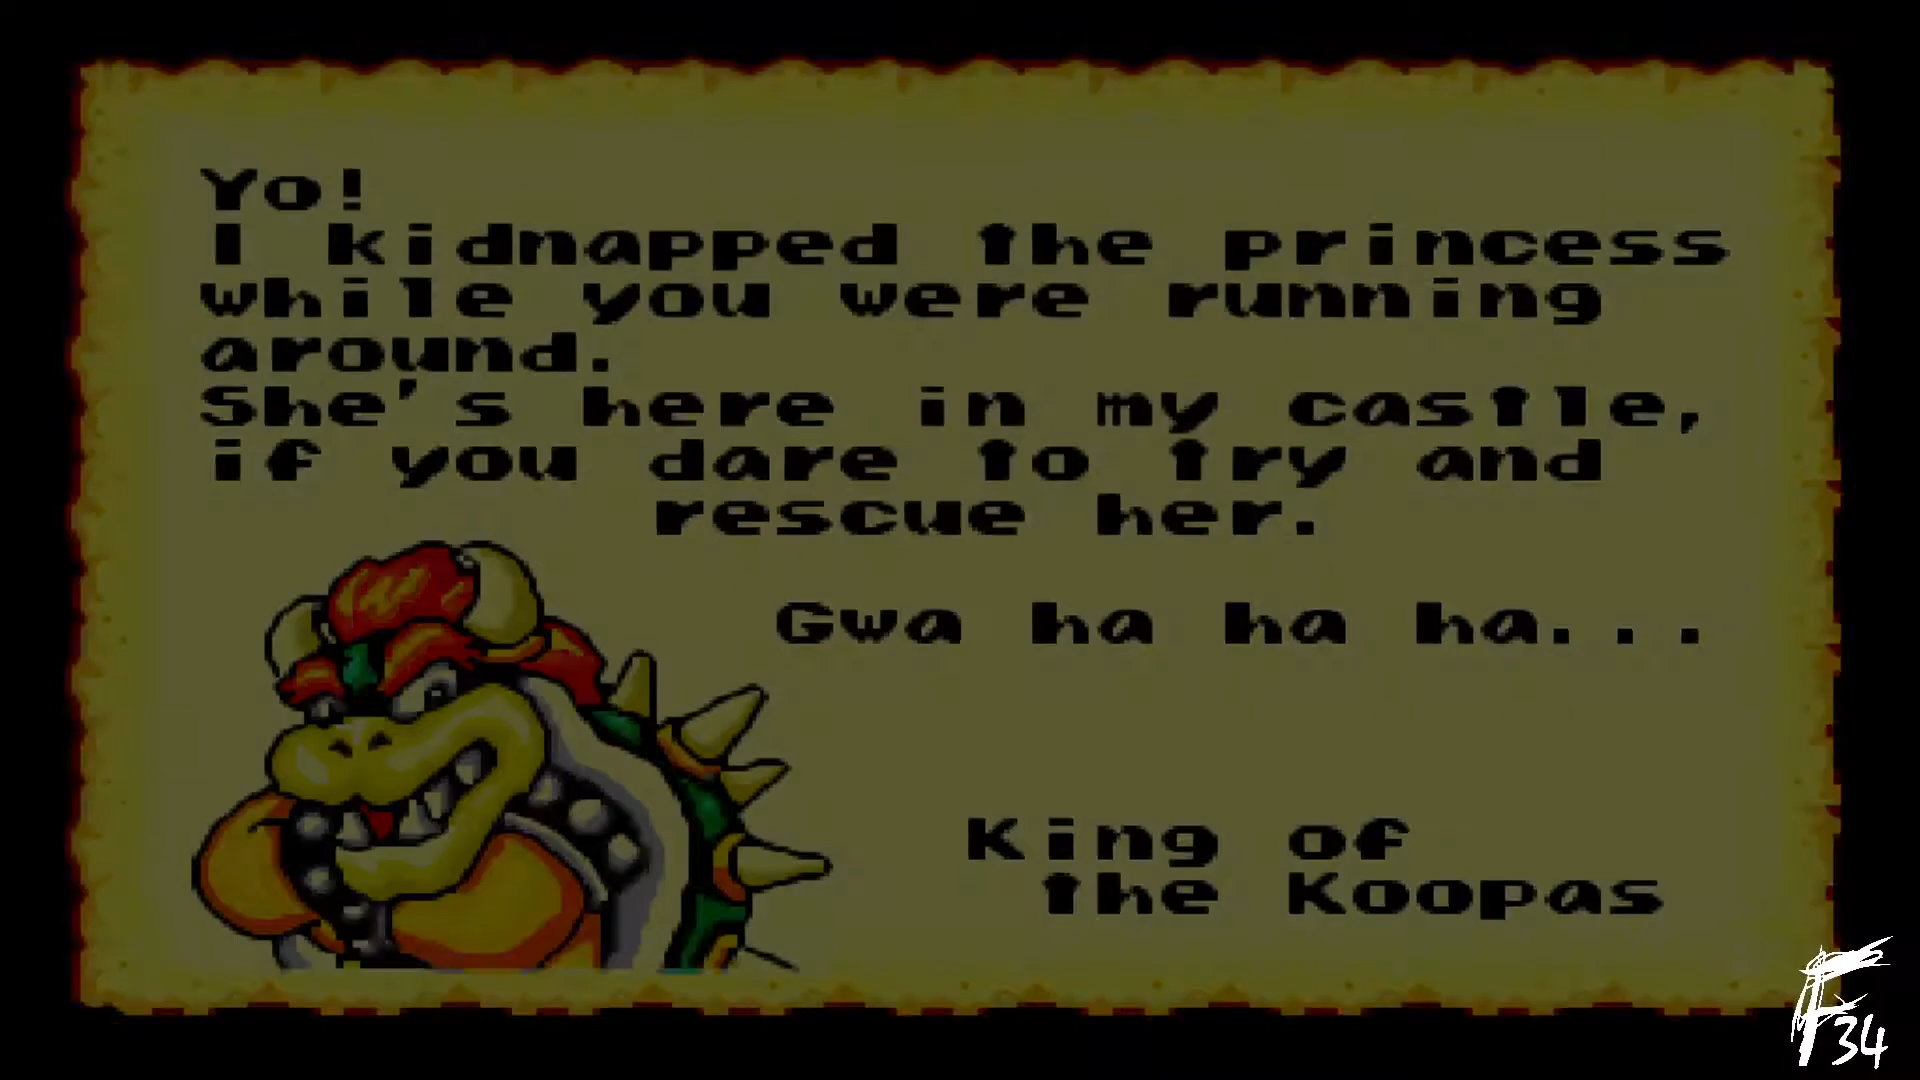 Yo!
I kidnapped the princess
while you were running
around.
She's here in my castle,
if you dare to try and
rescue her.
Gwa ha ha ha...
King of
the Koopas
F34